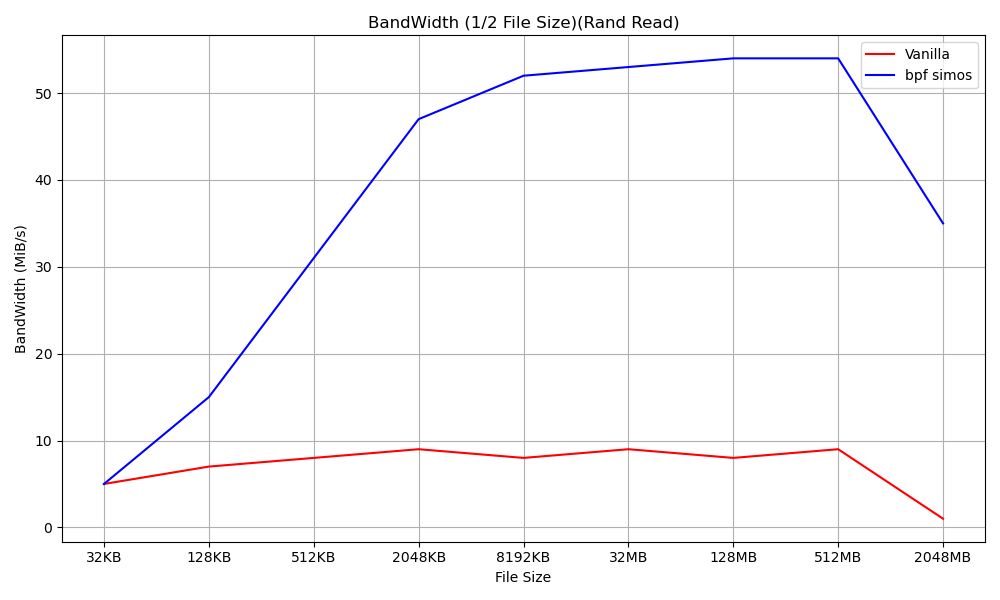 BandWidth (1/2 File Size)(Rand Read)
Vanilla
bpf simos
BandWidth (MiB/s)
50
40
30
20
10
0
32KB 128KB 512KB 2048KB 8192KB 32MB 128MB 512MB 2048MB
File Size